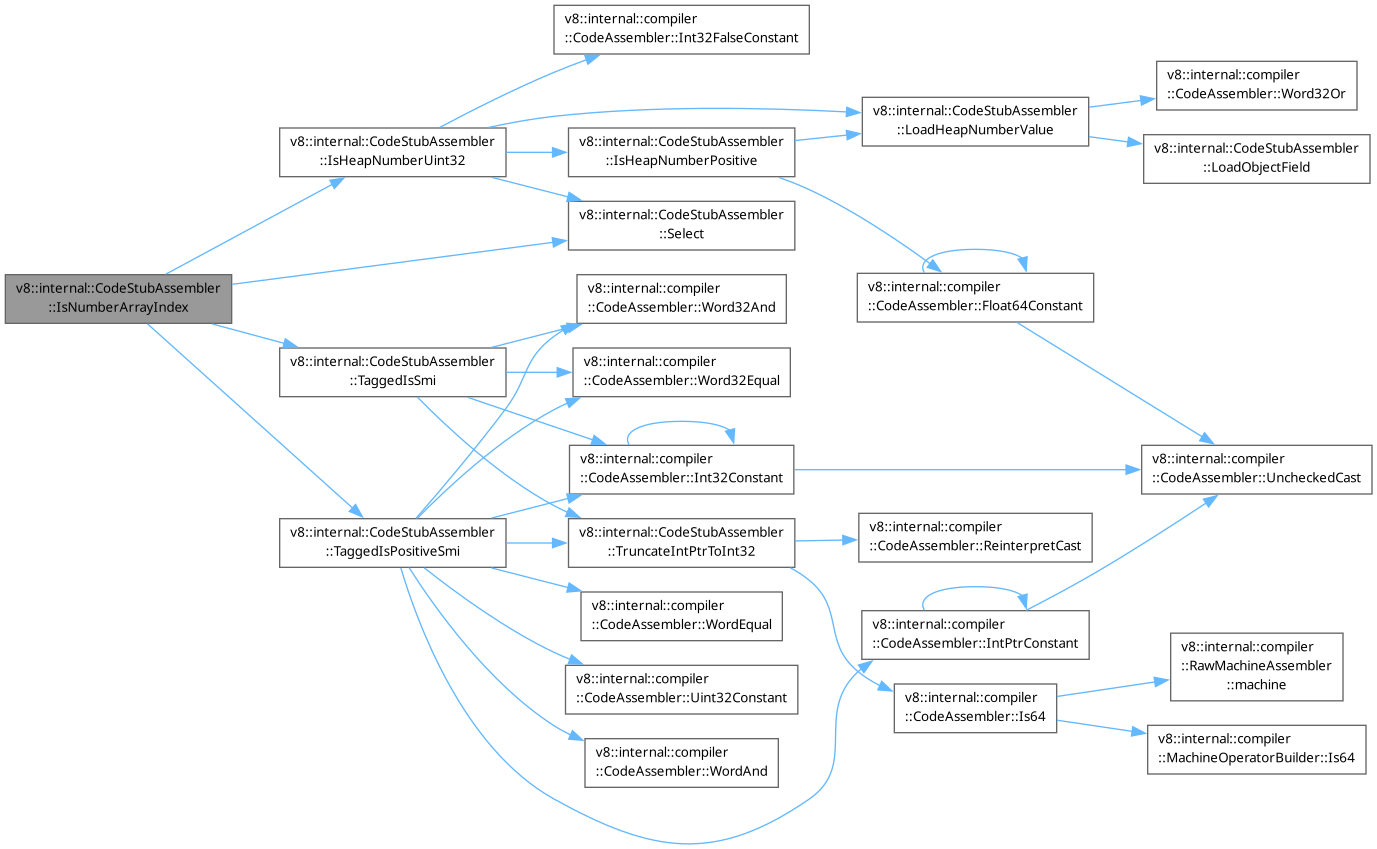 v8::internal::compiler
::CodeAssembler::Int32FalseConstant
v8::internal::compiler
::CodeAssembler::Word32Or
v8::internal::CodeStubAssembler
::LoadHeapNumberValue
v8::internal::CodeStubAssembler
::IsHeapNumberUint32
v8::internal::CodeStubAssembler
::IsHeapNumberPositive
v8::internal::CodeStubAssembler
::LoadObjectField
v8::internal::CodeStubAssembler
::Select
v8::internal::CodeStubAssembler
::IsNumberArrayIndex
v8::internal::compiler
::CodeAssembler::Word32And
v8::internal::compiler
::CodeAssembler::Float64Constant
v8::internal::CodeStubAssembler
::TaggedIsSmi
v8::internal::compiler
::CodeAssembler::Word32Equal
v8::internal::compiler
::CodeAssembler::Int32Constant
v8::internal::compiler
::CodeAssembler::UncheckedCast
v8::internal::CodeStubAssembler
::TaggedIsPositiveSmi
v8::internal::CodeStubAssembler
::TruncateIntPtrToInt32
v8::internal::compiler
::CodeAssembler::ReinterpretCast
v8::internal::compiler
::CodeAssembler::WordEqual
v8::internal::compiler
::CodeAssembler::IntPtrConstant
v8::internal::compiler
::RawMachineAssembler
::machine
v8::internal::compiler
::CodeAssembler::Uint32Constant
v8::internal::compiler
::CodeAssembler::Is64
v8::internal::compiler
::MachineOperatorBuilder::Is64
v8::internal::compiler
::CodeAssembler::WordAnd